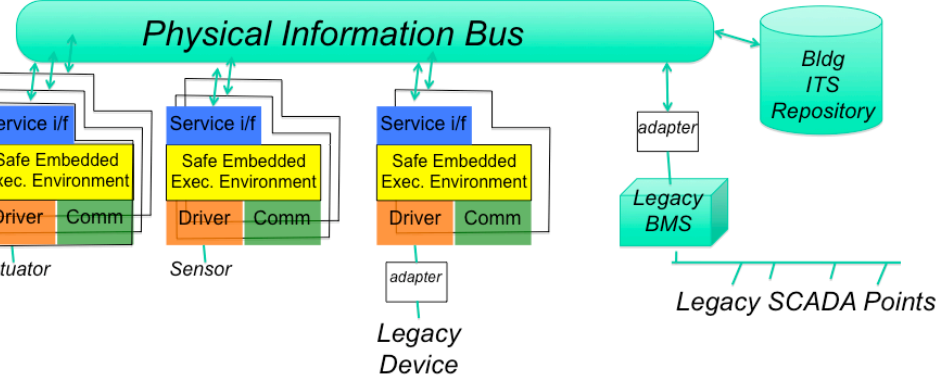 Physical Information Bus
Bldg
ITS
Repository
ervice i/f
Safe Embedded
xec. Environment
Driver Comm
tuator
Service i/f
Safe Embedded
Exec. Environment
Driver Comm
Sensor
Service i/f
Safe Embedded
Exec. Environment
Driver Comm
adapter
Legacy
Device
adapter
Legacy
BMS
Legacy SCADA Points